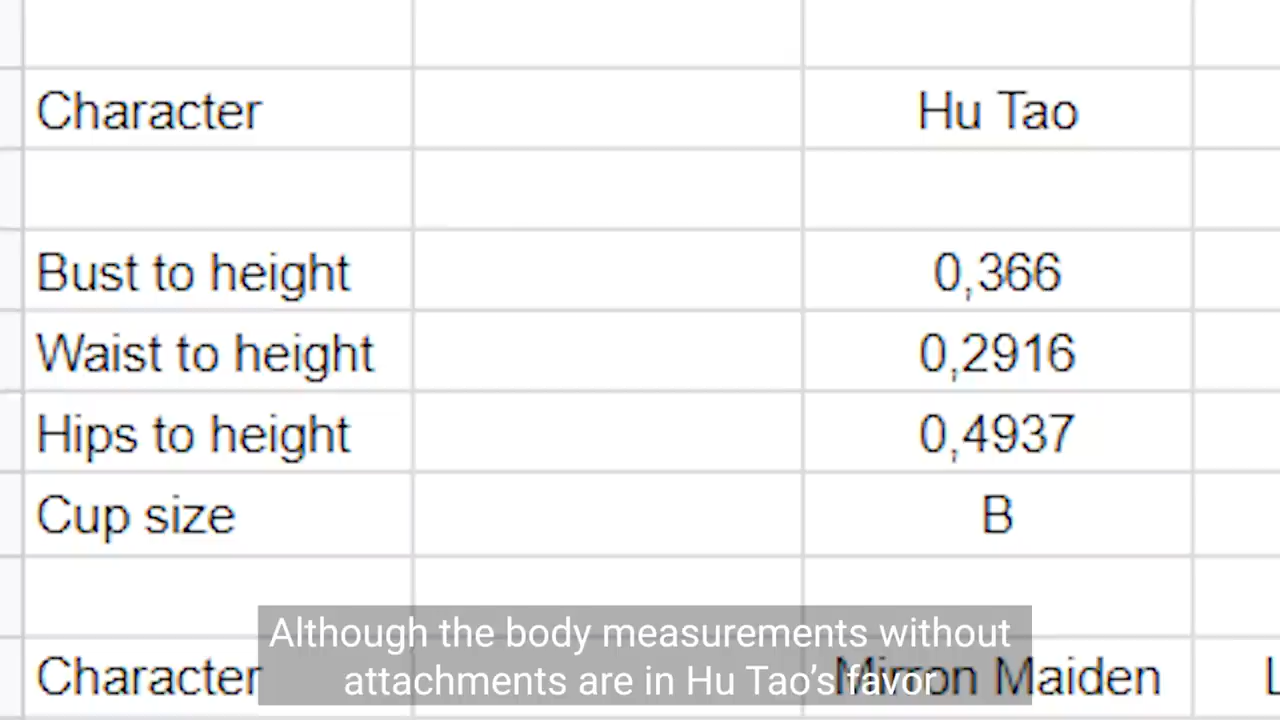 Character Hu Tao
Bust to height 0,366
Waist to height 0,2916
Hips to height 0,4937
Cup size B
Although the body measurements without
attachments are in Hu Tao’s favor
Character Maiden L